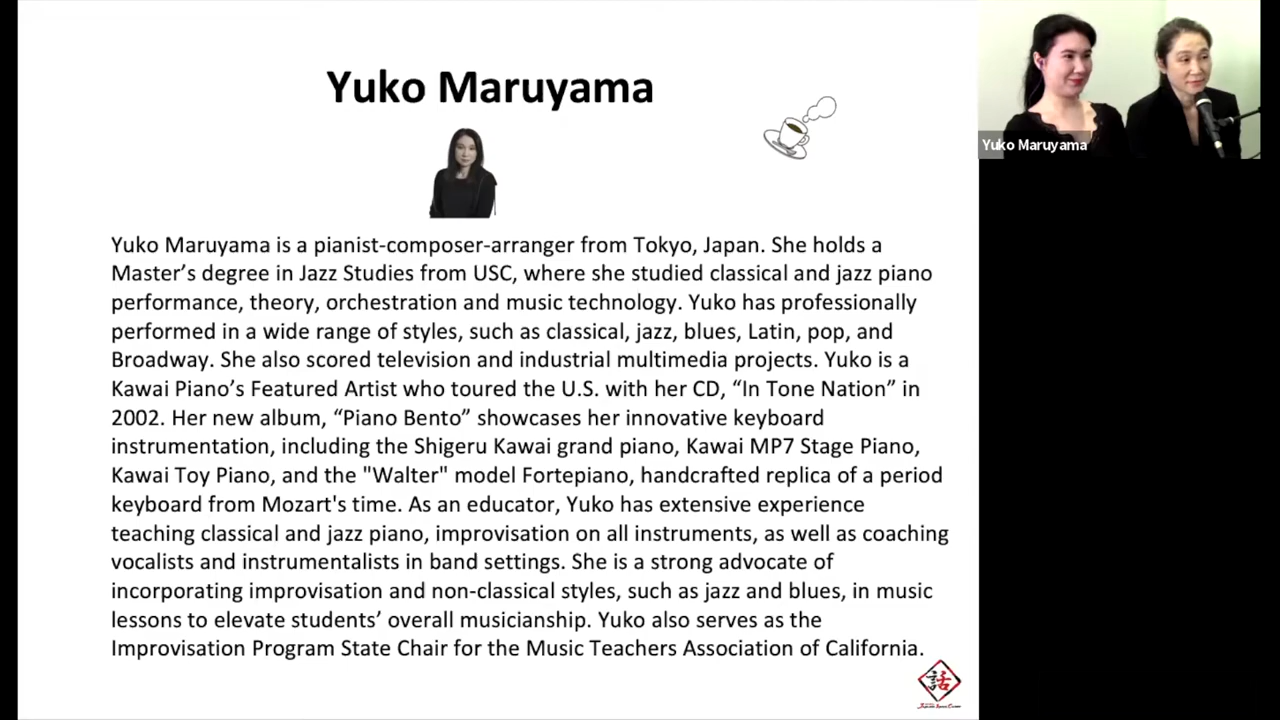 Yuko Maruyama
Yuko Maruyama
Yuko Maruyama is a pianist-composer-arranger from Tokyo, Japan. She holds a
Master’s degree in Jazz Studies from USC, where she studied classical and jazz piano
performance, theory, orchestration and music technology. Yuko has professionally
performed in a wide range of styles, such as classical, jazz, blues, Latin, pop, and
Broadway. She also scored television and industrial multimedia projects. Yuko is a
Kawai Piano’s Featured Artist who toured the U.S. with her CD, “In Tone Nation” in
2002. Her new album, “Piano Bento” showcases her innovative keyboard
instrumentation, including the Shigeru Kawai grand piano, Kawai MP7 Stage Piano,
Kawai Toy Piano, and the "Walter" model Fortepiano, handcrafted replica of a period
keyboard from Mozart's time. As an educator, Yuko has extensive experience
teaching classical and jazz piano, improvisation on all instruments, as well as coaching
vocalists and instrumentalists in band settings. She is a strong advocate of
incorporating improvisation and non-classical styles, such as jazz and blues, in music
lessons to elevate students’ overall musicianship. Yuko also serves as the
Improvisation Program State Chair for the Music Teachers Association of California.
話